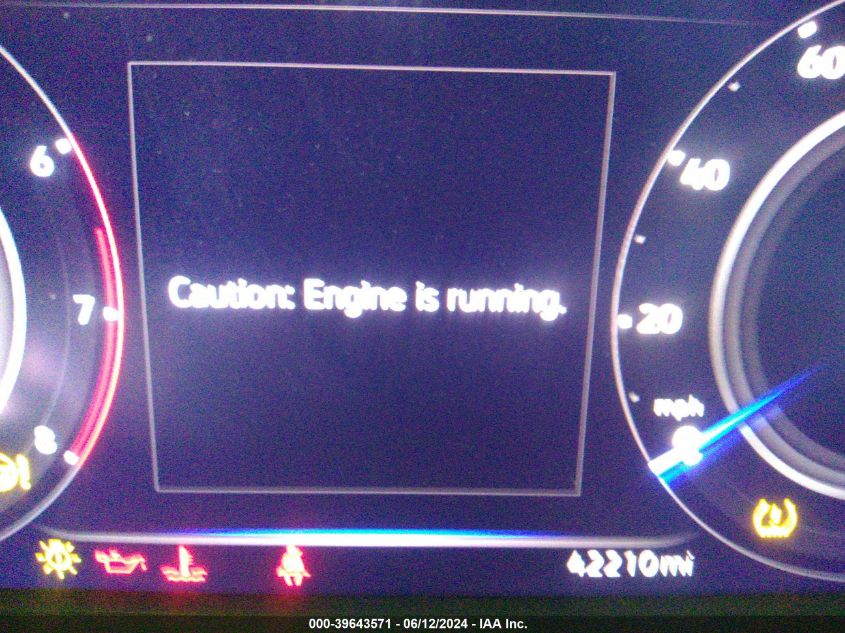 60
6
40
Caution: Engine is running.
7
20
mph
8
0
42210mi
000-39643571 - 06/12/2024 - IAA Inc.